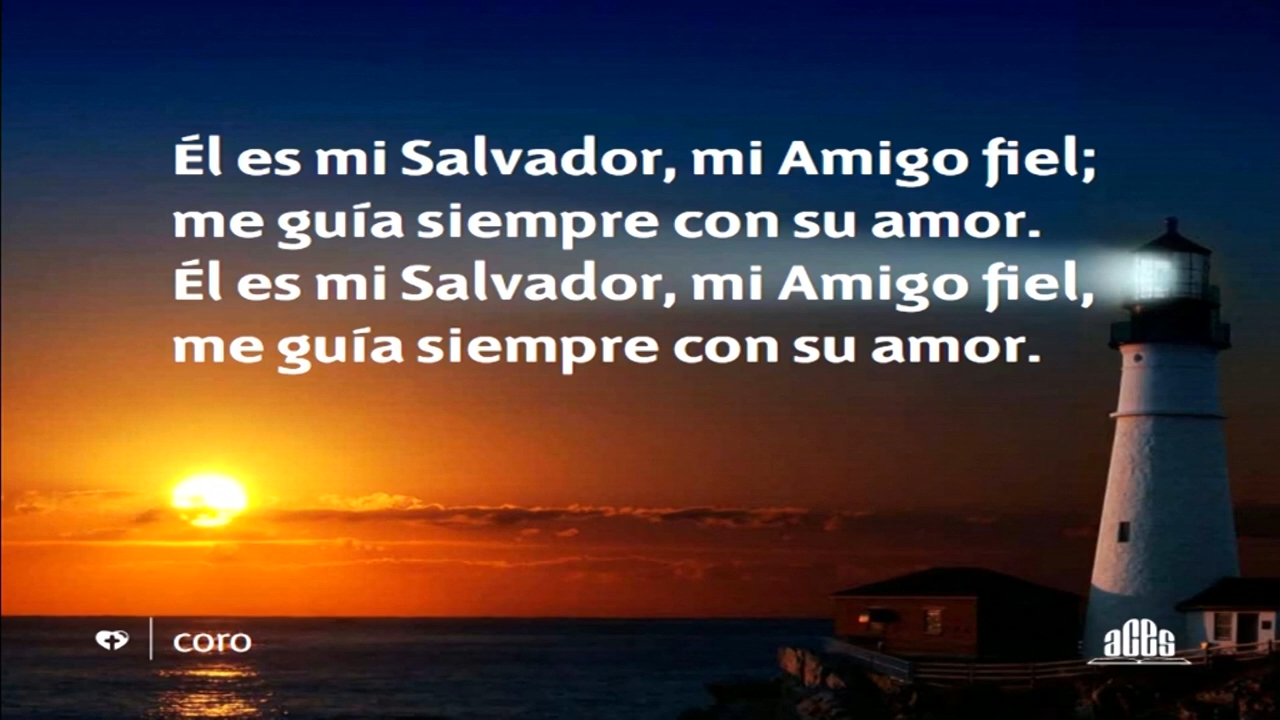 Él es mi Salvador, mi Amigo fiel;
me guía siempre con su amor.
Él es mi Salvador, mi Amigo fiel,
me guía siempre con su amor.
coro
aces